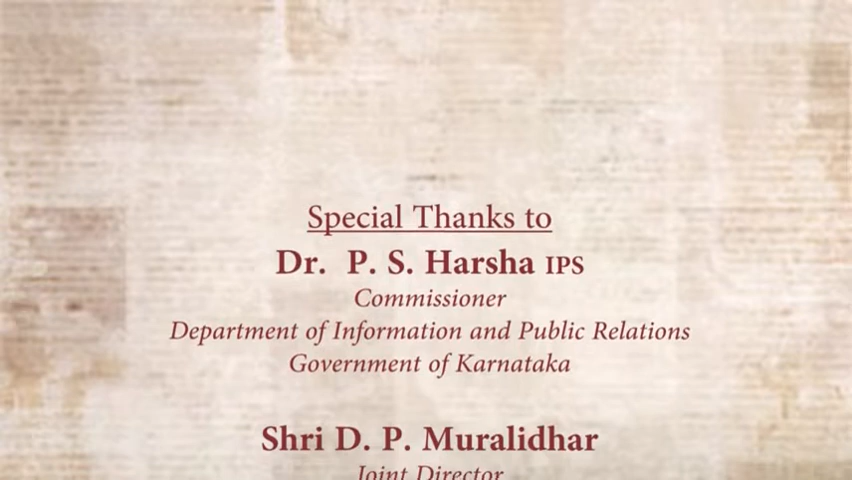 Special Thanks to
Dr. P. S. Harsha IPS
Commissioner
Department of Information and Public Relations
Government of Karnataka
Shri D. P. Muralidhar
Joint Director